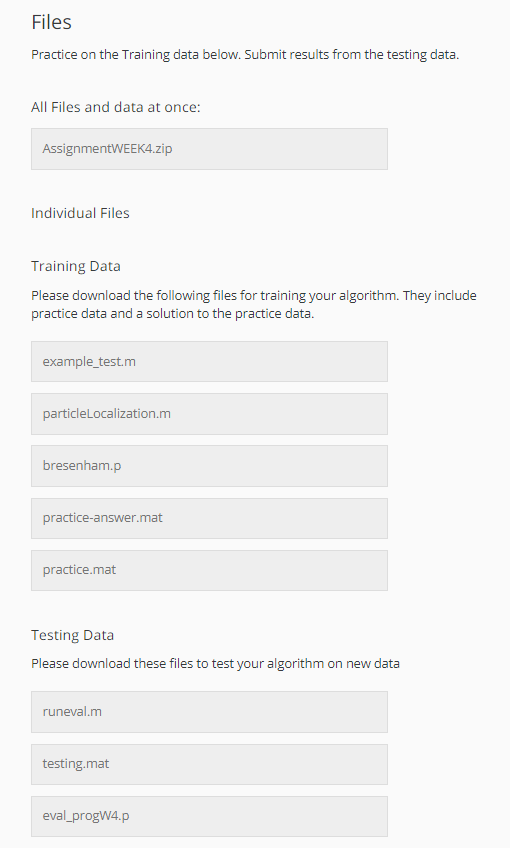 Files
Practice on the Training data below. Submit results from the testing data.
All Files and data at once:
AssignmentWEEK4.zip
Individual Files
Training Data
Please download the following files for training your algorithm. They include
practice data and a solution to the practice data.
example_test.m
particleLocalization.m
bresenham.p
practice-answer.mat
practice.mat
Testing Data
Please download these files to test your algorithm on new data
runeval.m
testing.mat
eval_progW4.p